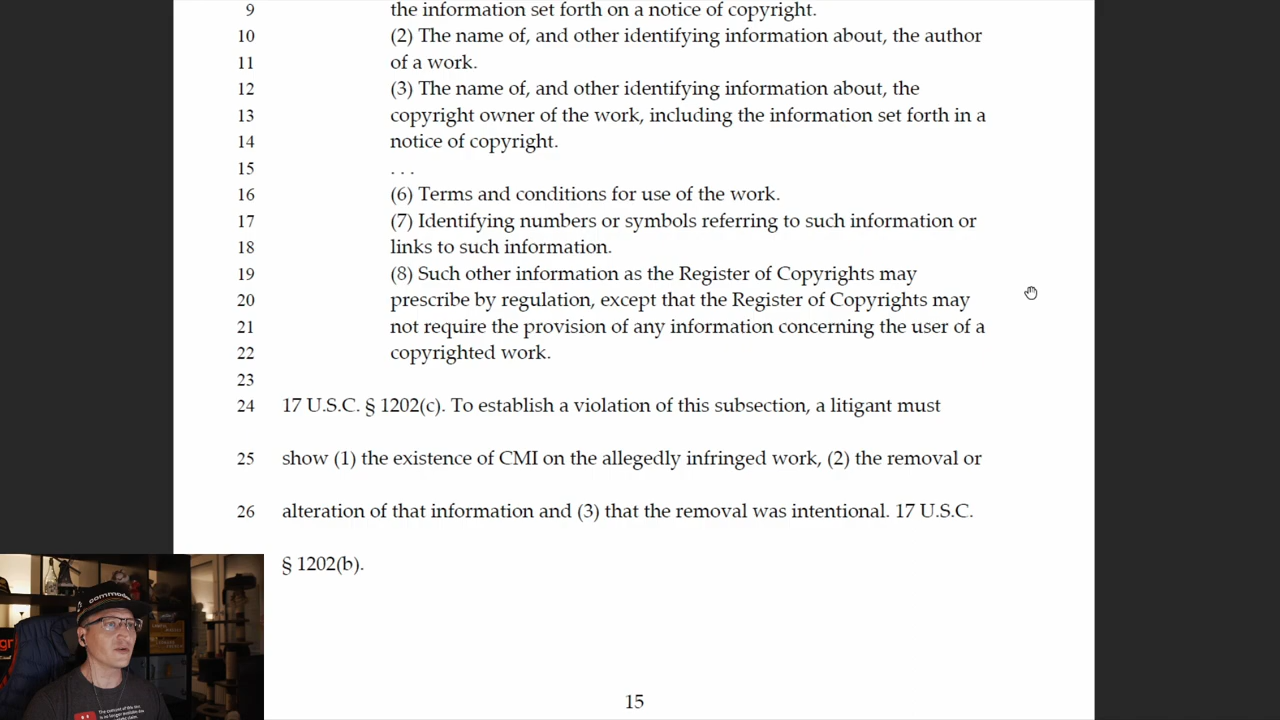 9 the information set forth on a notice of copyright.
10 (2) The name of, and other identifying information about, the author
11 of a work.
12 (3) The name of, and other identifying information about, the
13 copyright owner of the work, including the information set forth in a
14 notice of copyright.
15 . . .
16 (6) Terms and conditions for use of the work.
17 (7) Identifying numbers or symbols referring to such information or
18 links to such information.
19 (8) Such other information as the Register of Copyrights may
20 prescribe by regulation, except that the Register of Copyrights may
21 not require the provision of any information concerning the user of a
22 copyrighted work.
23
24 17 U.S.C. § 1202(c). To establish a violation of this subsection, a litigant must
25 show (1) the existence of CMI on the allegedly infringed work, (2) the removal or
26 alteration of that information and (3) that the removal was intentional. 17 U.S.C.
§ 1202(b).
15